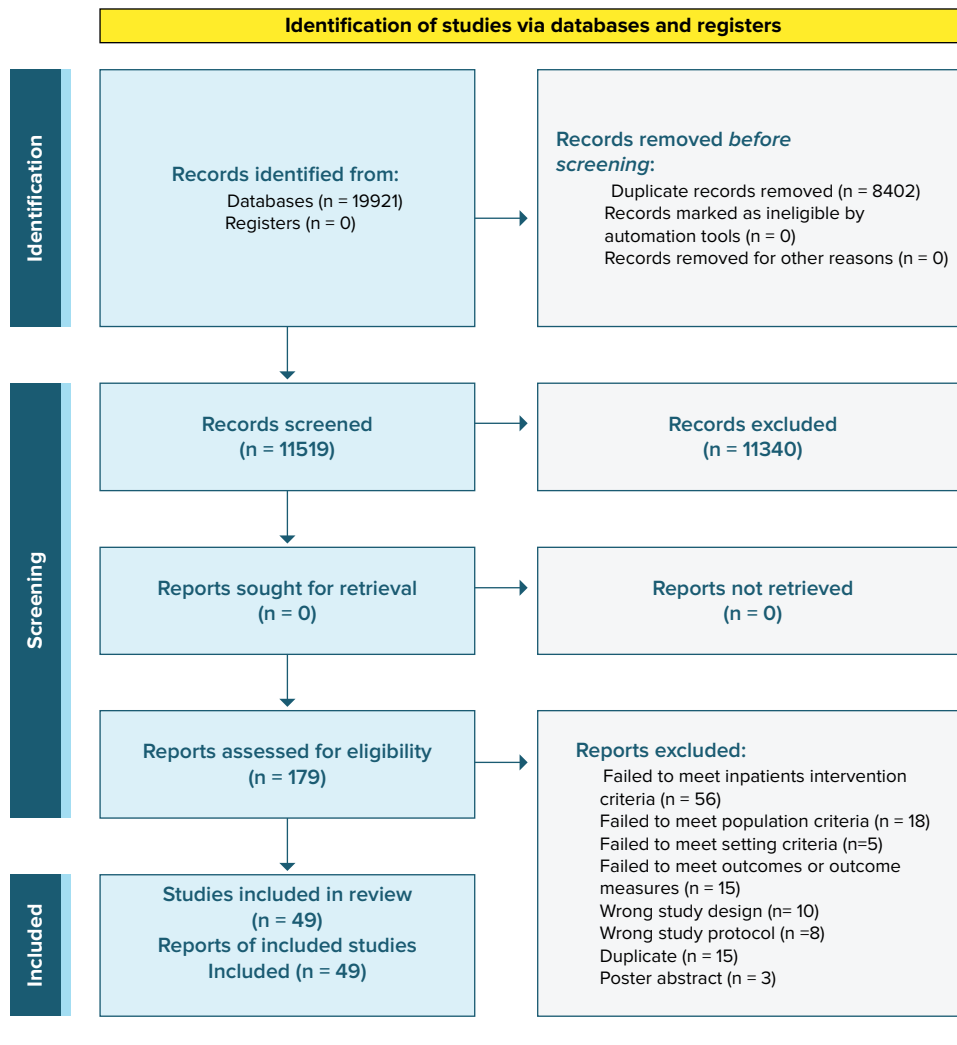 Identification of studies via databases and registers
Identification
Records identified from:
Databases (n = 19921)
Registers (n = 0)
Records removed before
screening:
Duplicate records removed (n = 8402)
Records marked as ineligible by
automation tools (n = 0)
Records removed for other reasons (n = 0)
Screening
Records screened
(n = 11519)
Records excluded
(n = 11340)
Reports sought for retrieval
(n = 0)
Reports not retrieved
(n = 0)
Reports assessed for eligibility
(n = 179)
Reports excluded:
Failed to meet inpatients intervention
criteria (n = 56)
Failed to meet population criteria (n = 18)
Failed to meet setting criteria (n=5)
Failed to meet outcomes or outcome
measures (n = 15)
Wrong study design (n= 10)
Wrong study protocol (n =8)
Duplicate (n = 15)
Poster abstract (n = 3)
Included
Studies included in review
(n = 49)
Reports of included studies
Included (n = 49)